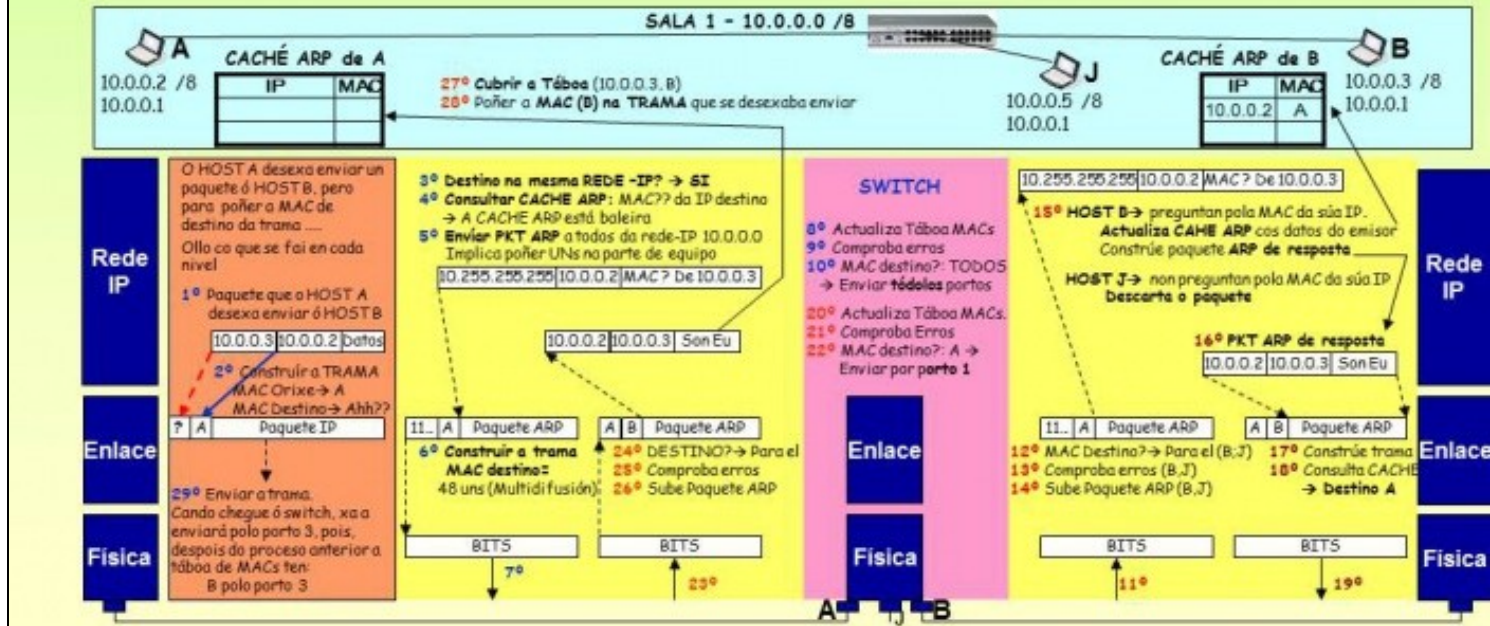 SALA 1 - 10.0.0.0 /8
A
10.0.0.2 /8
10.0.0.1
CACHÉ ARP de A
IP MAC
27º Cubrir a Táboa (10.0.0.3, B)
28º Poñer a MAC (B) na TRAMA que se desexaba enviar
J
10.0.0.5 /8
10.0.0.1
CACHÉ ARP de B
IP MAC
10.0.0.2 A
B
10.0.0.3 /8
10.0.0.1
Rede
IP
Enlace
Física
O HOST A desexa enviar un
paquete ó HOST B, pero
para poñer a MAC de
destino da trama ....
Ollo co que se fai en cada
nivel
1º Paquete que o HOST A
desexa enviar ó HOST B
10.0.0.3 10.0.0.2 Datos
2º Construír a TRAMA
MAC Orixe→ A
MAC Destino→ Ahh??
? A Paquete IP
29º Enviar a trama.
Cando chegue ó switch, xa a
enviará polo porto 3, pois,
despois do proceso anterior a
táboa de MACs ten:
B polo porto 3
3º Destino na mesma REDE -IP? → SI
4º Consultar CACHE ARP: MAC?? da IP destino
→ A CACHE ARP está baleira
5º Enviar PKT ARP a todos da rede-IP 10.0.0.0
Implica poñer UNs na parte de equipo
10.255.255.255 10.0.0.2 MAC? De 10.0.0.3
10.0.0.2 10.0.0.3 Son Eu
11... A Paquete ARP
6º Construir a trama
MAC destino=
48 uns (Multidifusión)
BITS
7º
A B Paquete ARP
24º DESTINO?→ Para el
25º Comproba erros
26º Sube Paquete ARP
BITS
23º
SWITCH
8º Actualiza Táboa MACs
9º Comproba erros
10º MAC destino?: TODOS
→ Enviar tódolos portos
20º Actualiza Táboa MACs.
21º Comproba Erros
22º MAC destino?: A →
Enviar por porto 1
Enlace
Física
A J B
10.255.255.255 10.0.0.2 MAC? De 10.0.0.3
15º HOST B→ preguntan pola MAC da súa IP.
Actualiza CAHE ARP cos datos do emisor
Constrúe paquete ARP de resposta
HOST J→ non preguntan pola MAC da súa IP
Descarta o paquete
16º PKT ARP de resposta
10.0.0.2 10.0.0.3 Son Eu
11... A Paquete ARP
12º MAC Destino?→ Para el (B,J)
13º Comproba erros (B,J)
14º Sube Paquete ARP (B,J)
BITS
11º
A B Paquete ARP
17º Constrúe trama
18º Consulta CACHE
→ Destino A
BITS
19º
Rede
IP
Enlace
Física